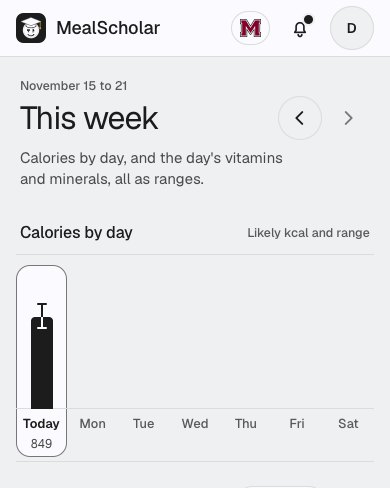 MealScholar
M
D
November 15 to 21
This week
Calories by day, and the day's vitamins
and minerals, all as ranges.
Calories by day
Likely kcal and range
Today Mon Tue Wed Thu Fri Sat
849